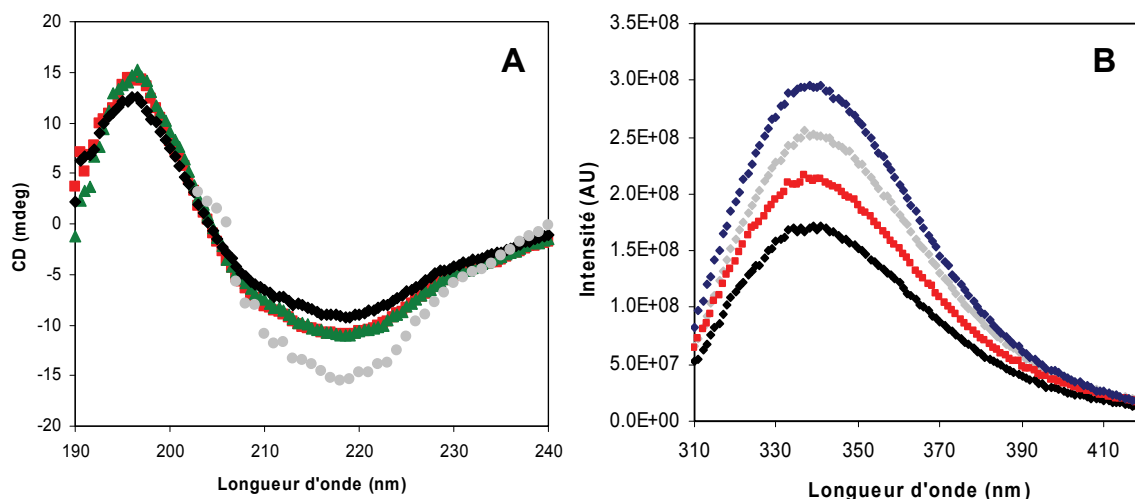 A
CD (mdeg)
20
15
10
5
0
-5
-10
-15
-20
190
200
210
220
230
240
Longueur d'onde (nm)
B
Intensité (AU)
3.5E+08
3.0E+08
2.5E+08
2.0E+08
1.5E+08
1.0E+08
5.0E+07
0.0E+00
310
330
350
370
390
410
Longueur d'onde (nm)